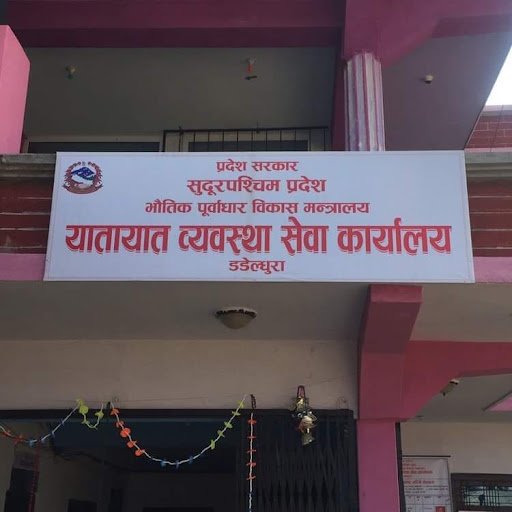 प्रदेश सरकार
सुदूरपश्चिम प्रदेश
भौतिक पूर्वाधार विकास मन्त्रालय
यातायात व्यवस्था सेवा कार्यालय
डडेल्धुरा